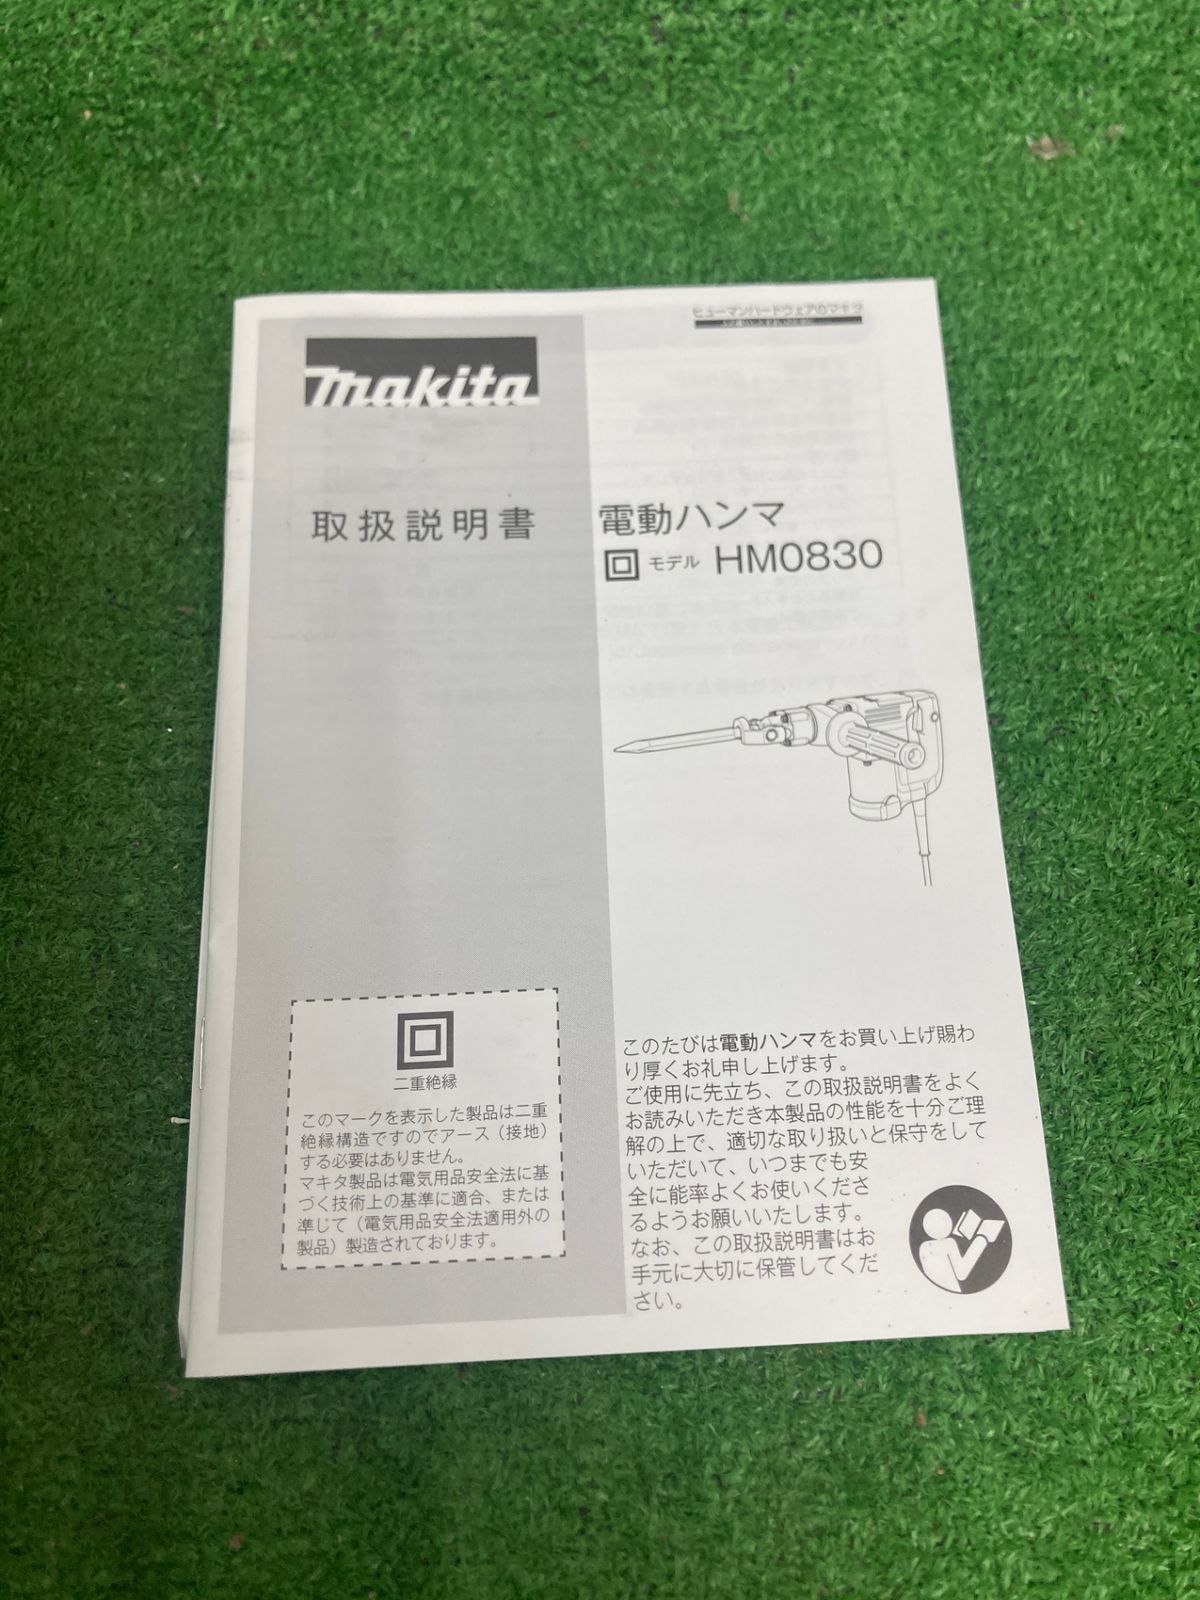 ヒューマンハードウェアのマキタ
makita
取扱説明書
電動ハンマ
モデル HM0830
二重絶縁
このマークを表示した製品は二重
絶縁構造ですのでアース（接地）
する必要はありません。
マキタ製品は電気用品安全法に基
づく技術上の基準に適合、または
準じて（電気用品安全法適用外の
製品）製造されております。
このたびは電動ハンマをお買い上げ賜わ
り厚くお礼申し上げます。
ご使用に先立ち、この取扱説明書をよく
お読みいただき本製品の性能を十分ご理
解の上で、適切な取り扱いと保守をして
いただいて、いつまでも安
全に能率よくお使いくださ
るようお願いいたします。
なお、この取扱説明書はお
手元に大切に保管してくだ
さい。